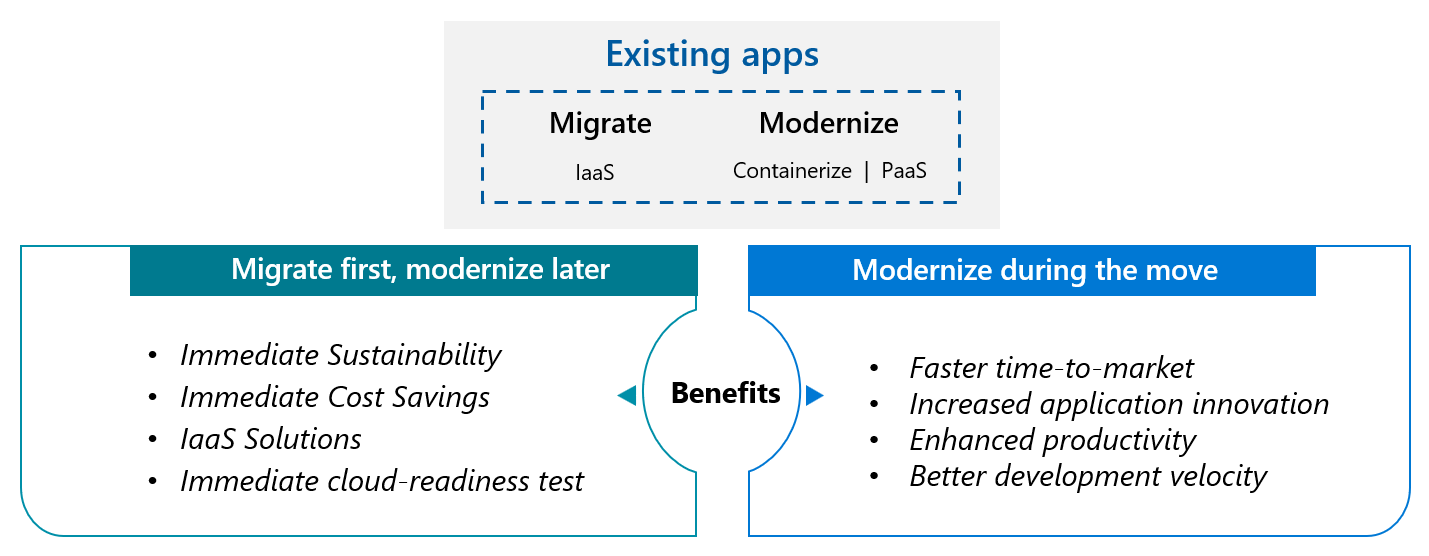 Existing apps
Migrate
Modernize
IaaS
Containerize | PaaS
Migrate first, modernize later
• Immediate Sustainability
• Immediate Cost Savings
• IaaS Solutions
• Immediate cloud-readiness test
Benefits
Modernize during the move
• Faster time-to-market
• Increased application innovation
• Enhanced productivity
• Better development velocity